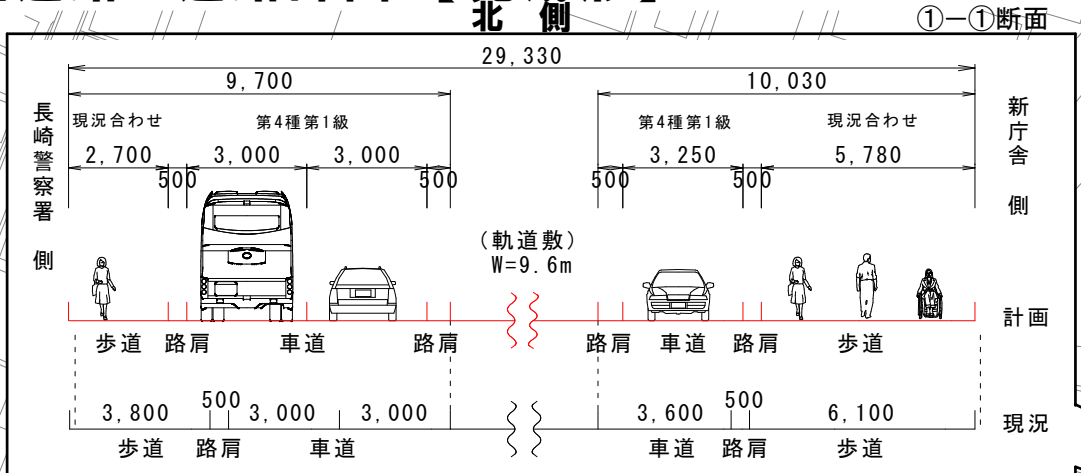 北 側
①－①断面
29,330
9,700
10,030
長崎警察署 側
現況合わせ
第4種第1級
第4種第1級
現況合わせ
新庁舎 側
2,700
500
3,000
3,000
500
500
3,250
500
5,780
(軌道敷)
W=9.6m
計画
歩道 路肩 車道 路肩 路肩 車道 路肩 歩道
3,800
500
3,000
3,000
3,600
500
6,100
現況
歩道 路肩 車道 車道 路肩 歩道